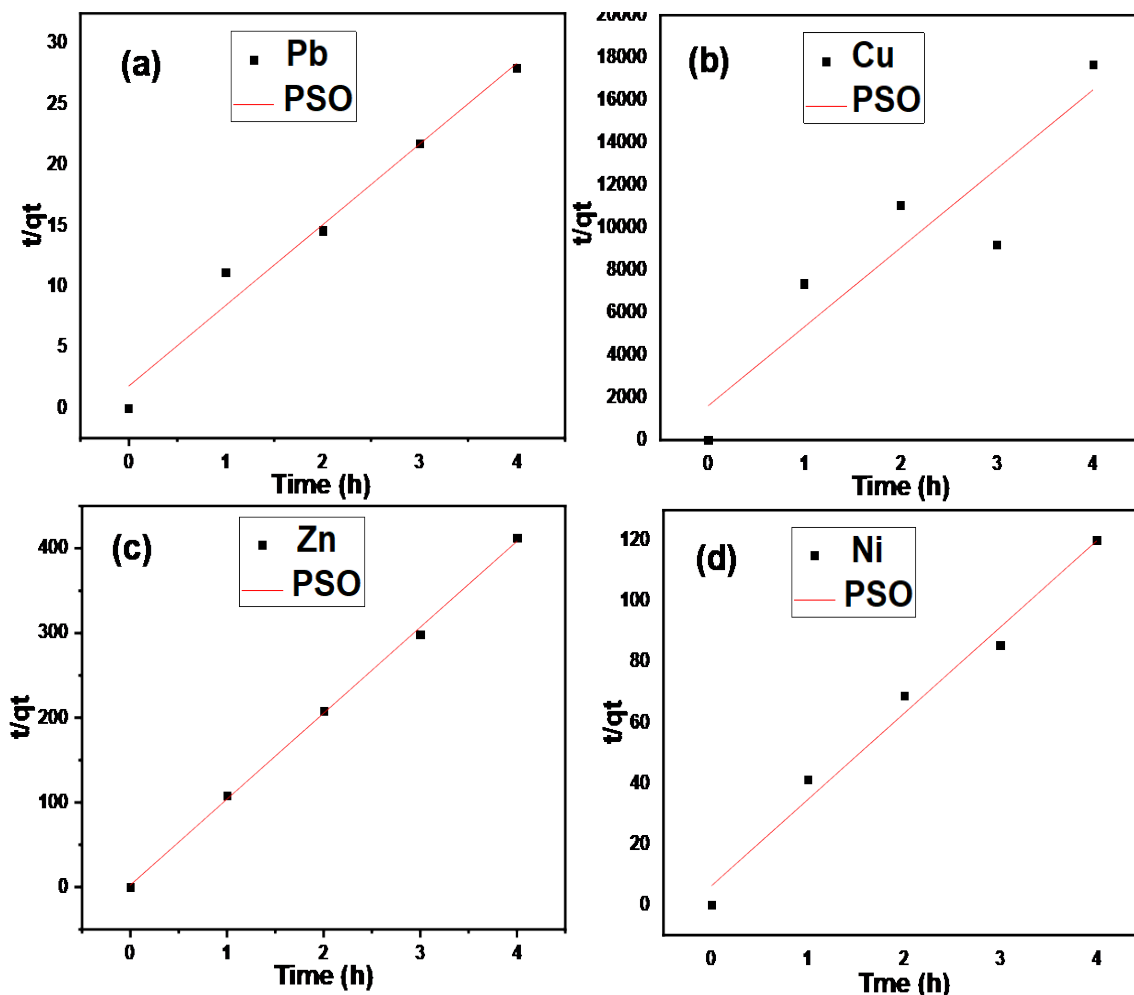 (a)
Pb
PSO
30
25
20
15
10
5
0
t/qt
0 1 2 3 4
Time (h)
(b)
Cu
PSO
20000
18000
16000
14000
12000
10000
8000
6000
4000
2000
0
t/qt
0 1 2 3 4
Time (h)
(c)
Zn
PSO
400
300
200
100
0
t/qt
0 1 2 3 4
Time (h)
(d)
Ni
PSO
120
100
80
60
40
20
0
t/qt
0 1 2 3 4
Tme (h)